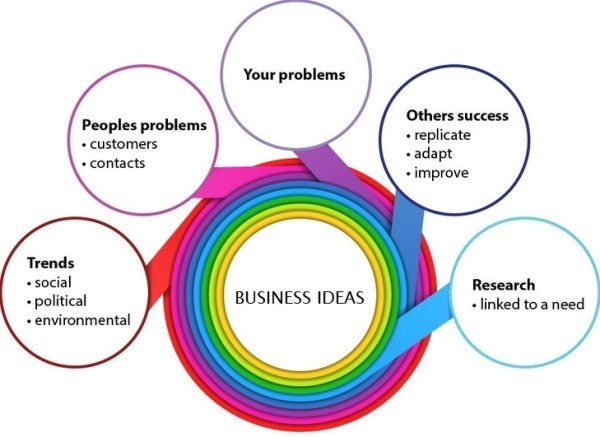 Your problems
Peoples problems
• customers
• contacts
Others success
• replicate
• adapt
• improve
Trends
• social
• political
• environmental
BUSINESS IDEAS
Research
• linked to a need